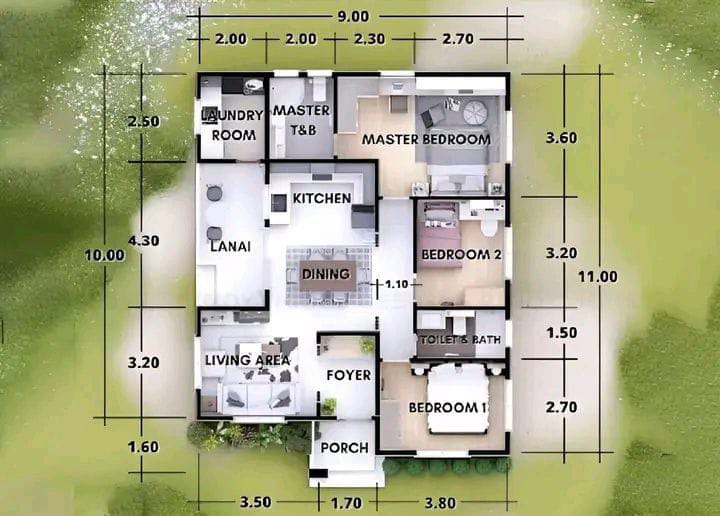 9.00
2.00 2.00 2.30 2.70
LAUNDRY
ROOM
MASTER
T&B
MASTER BEDROOM
2.50
3.60
KITCHEN
LANAI
DINING
BEDROOM 2
4.30
10.00
1.10
3.20
11.00
TOILET & BATH
1.50
LIVING AREA
FOYER
3.20
BEDROOM 1
2.70
PORCH
1.60
3.50 1.70 3.80